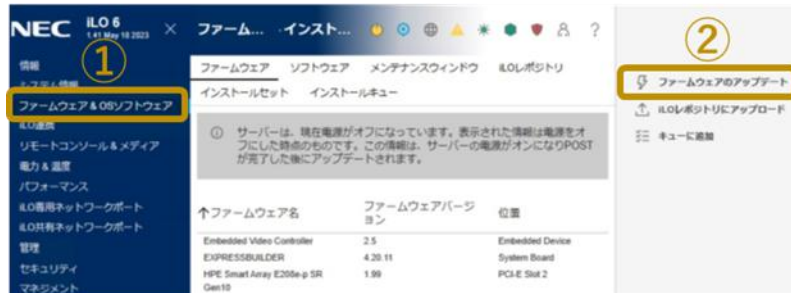 NEC iLO 6
1.41 May 18 2023
×
ファーム... ·インスト...
?
①
②
情報
システム情報
ファームウェア&OSソフトウェア
iLO連携
リモートコンソール&メディア
電力&温度
パフォーマンス
iLO専用ネットワークポート
iLO共有ネットワークポート
管理
セキュリティ
マネジメント
ファームウェア ソフトウェア メンテナンスウィンドウ iLOレポジトリ
インストールセット インストールキュー
サーバーは、現在電源がオフになっています。表示
された情報は電源をオ
フにした時点のものです。この情報は、サーバーの電
源がオンになりPOST
が完了した後にアップデートされます。
↑ファームウェア名 ファームウェアバージ
ョン 位置
Embedded Video Controller 2.5 Embedded Device
EXPRESSBUILDER 4.20.11 System Board
HPE Smart Array E208e-p SR
Gen10 1.99 PCI-E Slot 2
ファームウェアのアップデート
iLOレポジトリにアップロード
キューに追加